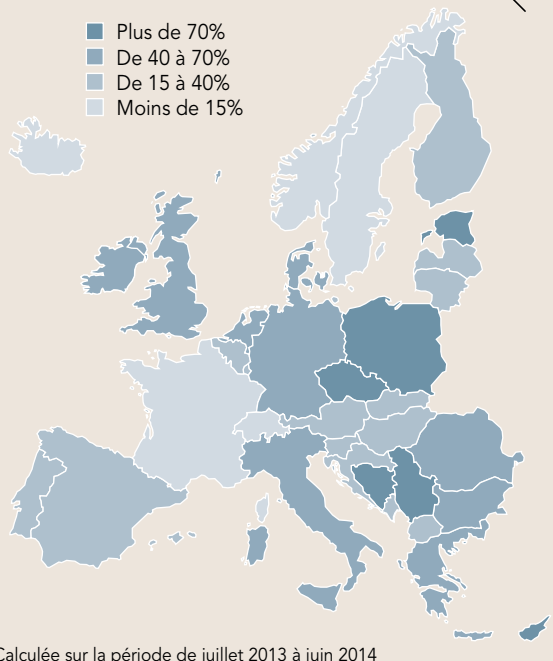 Plus de 70%
De 40 à 70%
De 15 à 40%
Moins de 15%
Calculée sur la période de juillet 2013 à juin 2014